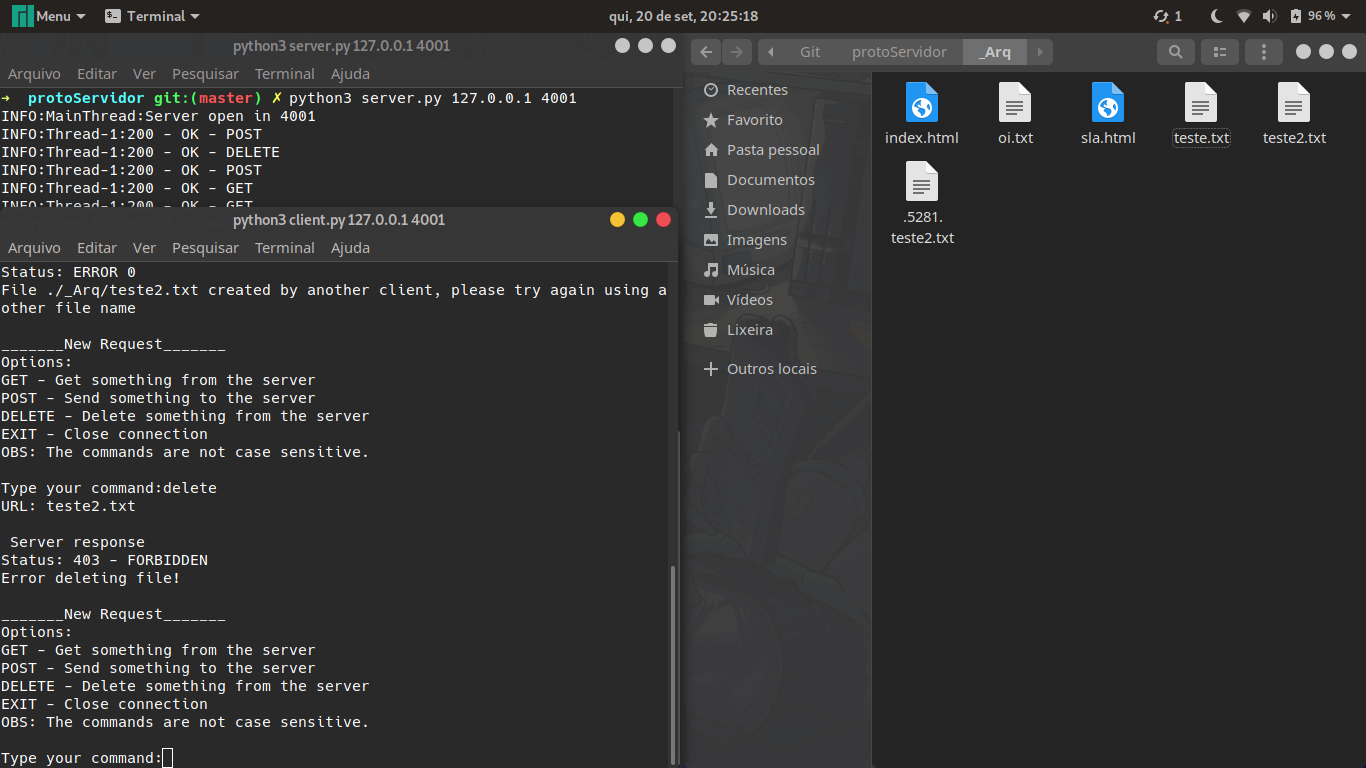 Menu
Terminal
qui, 20 de set, 20:25:18
1
96 %
python3 server.py 127.0.0.1 4001
Arquivo Editar Ver Pesquisar Terminal Ajuda
➜ protoServidor git:(master) ✗ python3 server.py 127.0.0.1 4001
INFO:MainThread:Server open in 4001
INFO:Thread-1:200 - OK - POST
INFO:Thread-1:200 - OK - DELETE
INFO:Thread-1:200 - OK - POST
INFO:Thread-1:200 - OK - GET
INFO:Thread-1:200 - OK - GET
python3 client.py 127.0.0.1 4001
Arquivo Editar Ver Pesquisar Terminal Ajuda
Status: ERROR 0
File ./_Arq/teste2.txt created by another client, please try again using a
other file name
_______New Request_______
Options:
GET - Get something from the server
POST - Send something to the server
DELETE - Delete something from the server
EXIT - Close connection
OBS: The commands are not case sensitive.
Type your command:delete
URL: teste2.txt
Server response
Status: 403 - FORBIDDEN
Error deleting file!
_______New Request_______
Options:
GET - Get something from the server
POST - Send something to the server
DELETE - Delete something from the server
EXIT - Close connection
OBS: The commands are not case sensitive.
Type your command:
Git protoServidor _Arq
Recentes
Favorito
Pasta pessoal
Documentos
Downloads
Imagens
Música
Vídeos
Lixeira
Outros locais
index.html oi.txt sla.html teste.txt teste2.txt
.5281.
teste2.txt